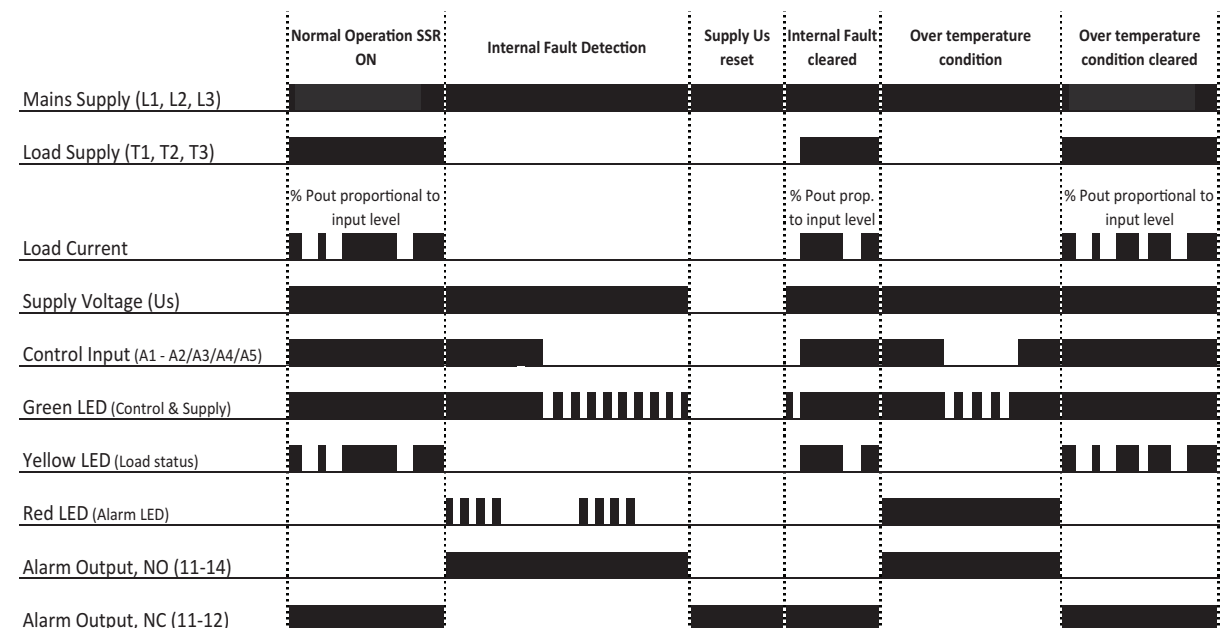 Normal Operation SSR
ON
Internal Fault Detection
Supply Us
reset
Internal Fault
cleared
Over temperature
condition
Over temperature
condition cleared
Mains Supply (L1, L2, L3)
Load Supply (T1, T2, T3)
% Pout proportional to
input level
% Pout prop.
to input level
% Pout proportional to
input level
Load Current
Supply Voltage (Us)
Control Input (A1 - A2/A3/A4/A5)
Green LED (Control & Supply)
Yellow LED (Load status)
Red LED (Alarm LED)
Alarm Output, NO (11-14)
Alarm Output, NC (11-12)